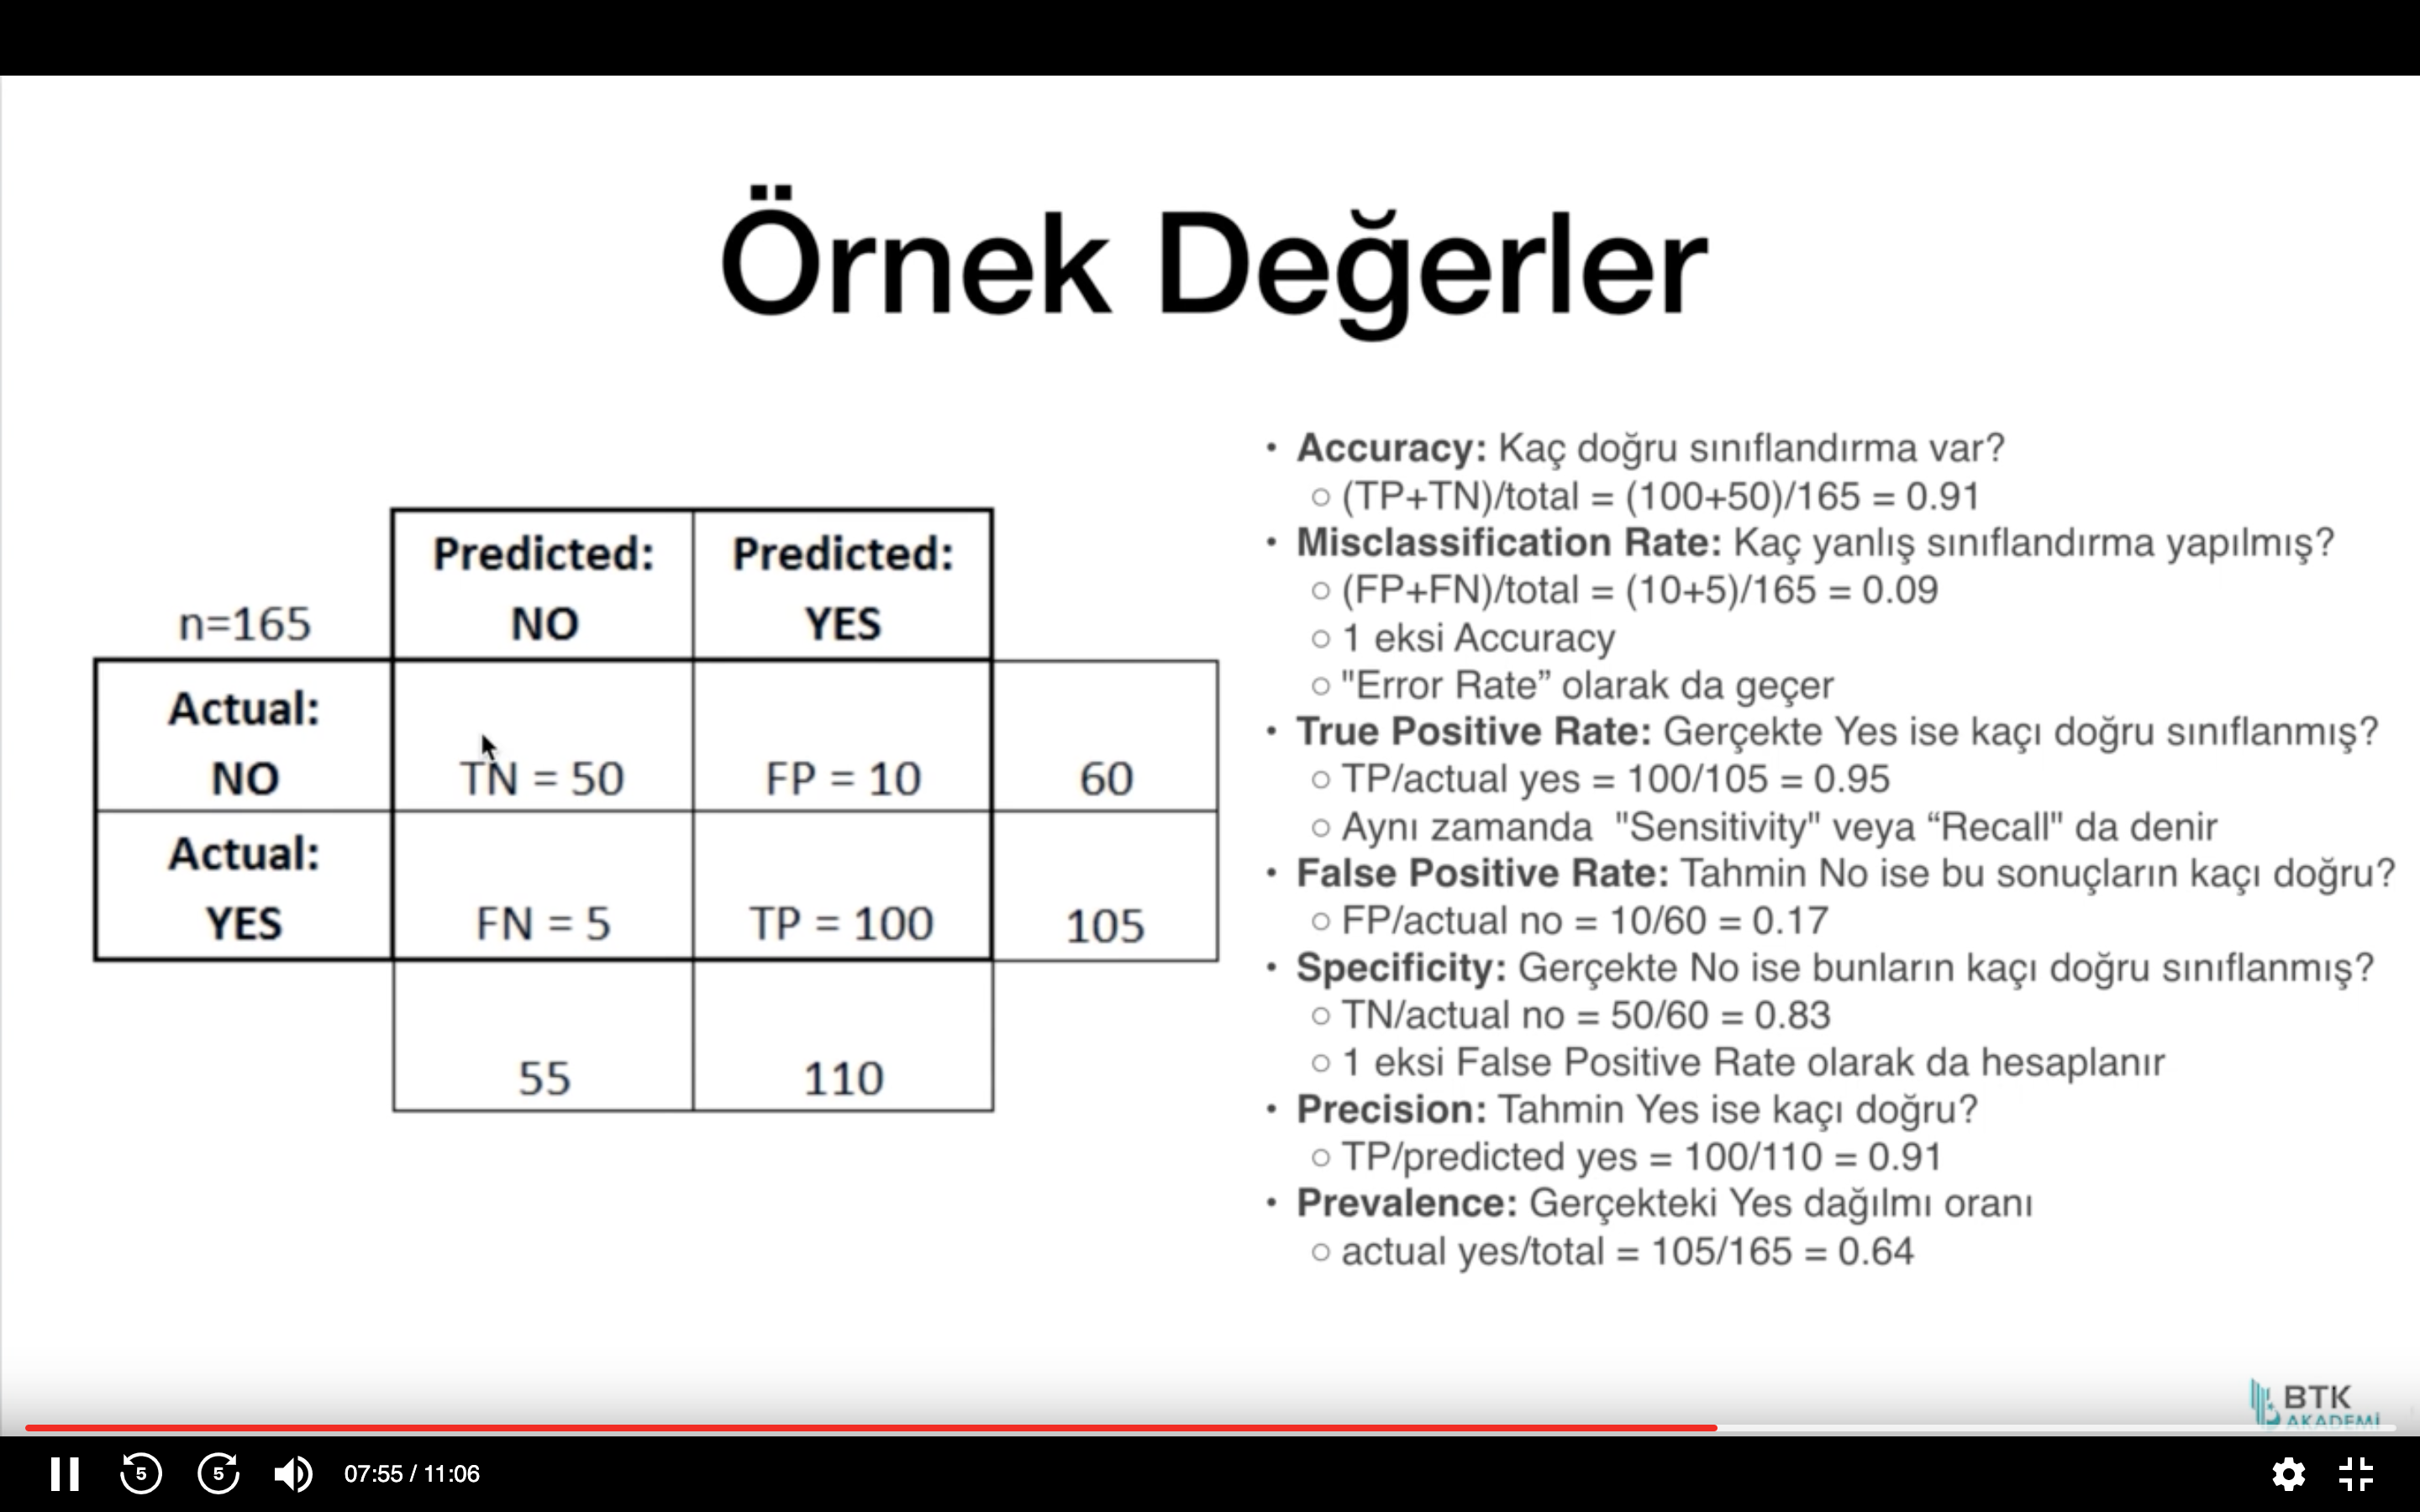 Örnek Değerler
n=165
Predicted: NO
Predicted: YES
Actual: NO
TN = 50
FP = 10
60
Actual: YES
FN = 5
TP = 100
105
55
110
• Accuracy: Kaç doğru sınıflandırma var?
○ (TP+TN)/total = (100+50)/165 = 0.91
• Misclassification Rate: Kaç yanlış sınıflandırma yapılmış?
○ (FP+FN)/total = (10+5)/165 = 0.09
○ 1 eksi Accuracy
○ "Error Rate” olarak da geçer
• True Positive Rate: Gerçekte Yes ise kaçı doğru sınıflanmış?
○ TP/actual yes = 100/105 = 0.95
○ Aynı zamanda "Sensitivity" veya “Recall" da denir
• False Positive Rate: Tahmin No ise bu sonuçların kaçı doğru?
○ FP/actual no = 10/60 = 0.17
• Specificity: Gerçekte No ise bunların kaçı doğru sınıflanmış?
○ TN/actual no = 50/60 = 0.83
○ 1 eksi False Positive Rate olarak da hesaplanır
• Precision: Tahmin Yes ise kaçı doğru?
○ TP/predicted yes = 100/110 = 0.91
• Prevalence: Gerçekteki Yes dağılmı oranı
○ actual yes/total = 105/165 = 0.64
BTK
AKADEMİ
5
5
07:55 / 11:06